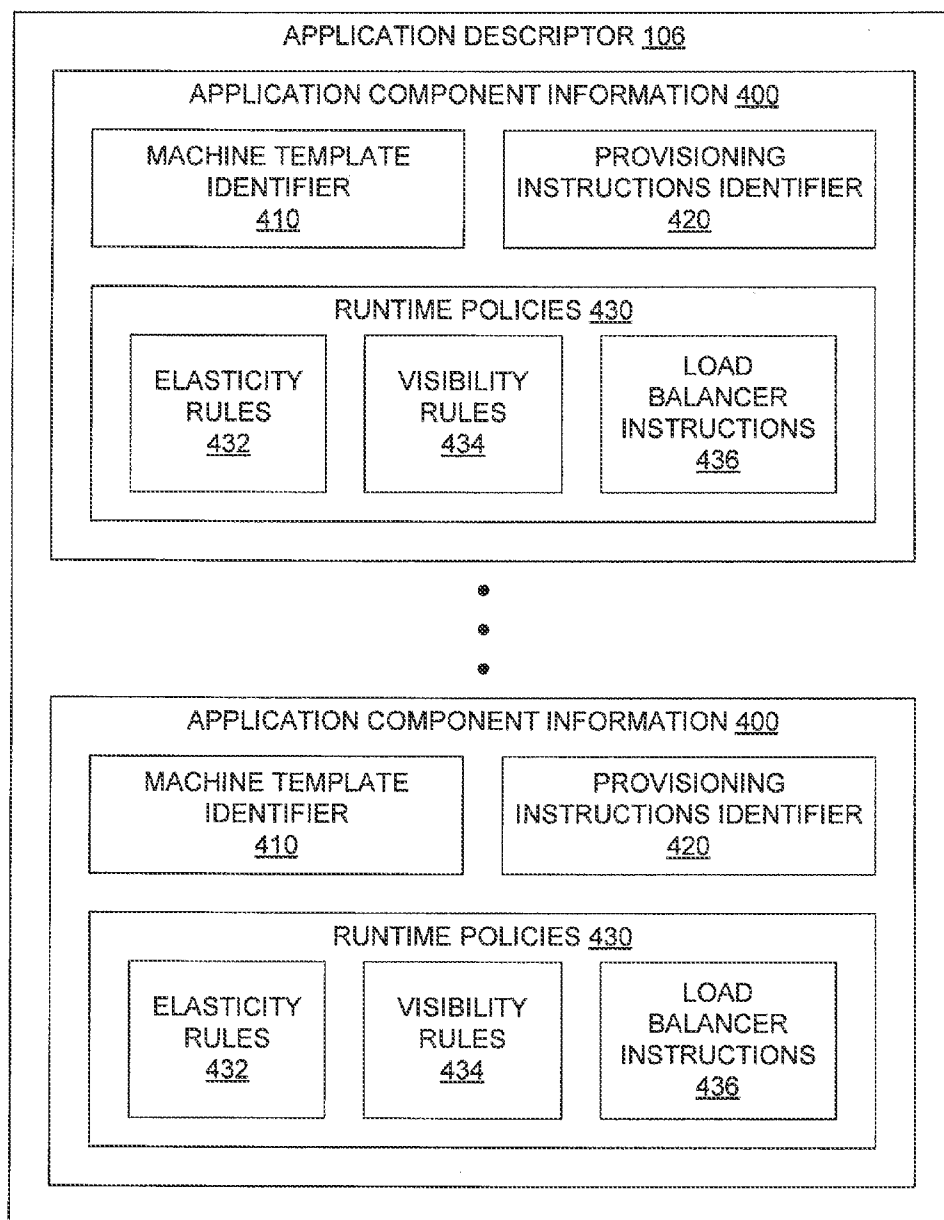 APPLICATION DESCRIPTOR 106
APPLICATION COMPONENT INFORMATION 400
MACHINE TEMPLATE
IDENTIFIER
410
PROVISIONING
INSTRUCTIONS IDENTIFIER
420
RUNTIME POLICIES 430
ELASTICITY
RULES
432
VISIBILITY
RULES
434
LOAD
BALANCER
INSTRUCTIONS
436
APPLICATION COMPONENT INFORMATION 400
MACHINE TEMPLATE
IDENTIFIER
410
PROVISIONING
INSTRUCTIONS IDENTIFIER
420
RUNTIME POLICIES 430
ELASTICITY
RULES
432
VISIBILITY
RULES
434
LOAD
BALANCER
INSTRUCTIONS
436